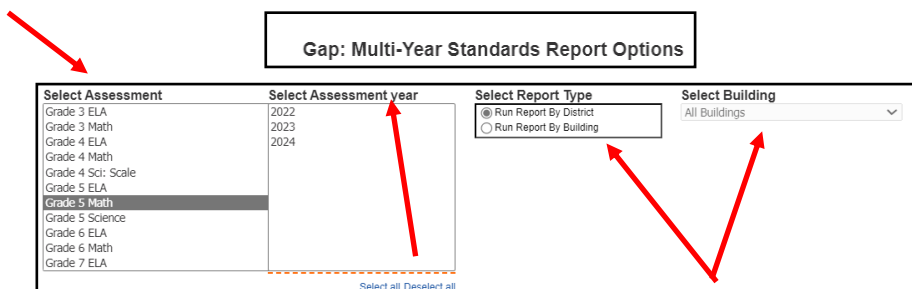 Gap: Multi-Year Standards Report Options
Select Assessment
Grade 3 ELA
Grade 3 Math
Grade 4 ELA
Grade 4 Math
Grade 4 Sci: Scale
Grade 5 ELA
Grade 5 Math
Grade 5 Science
Grade 6 ELA
Grade 6 Math
Grade 7 ELA
Select Assessment year
2022
2023
2024
Select all Deselect all
Select Report Type
Run Report By District
Run Report By Building
Select Building
All Buildings